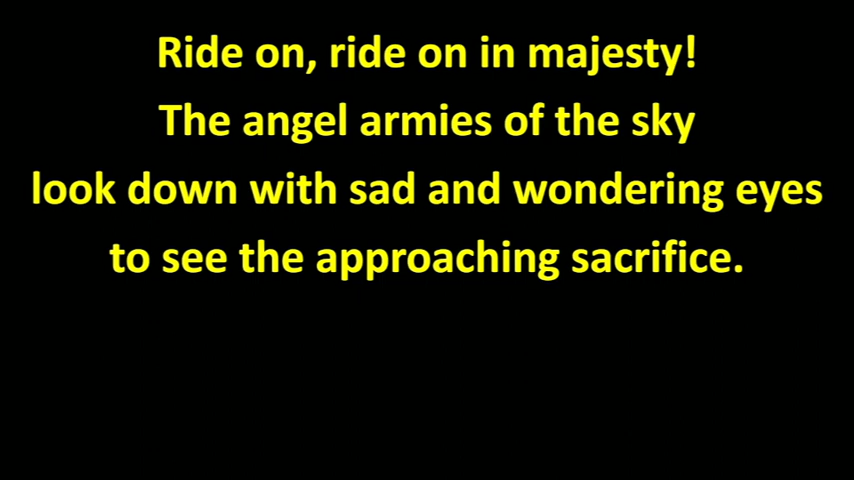 Ride on, ride on in majesty!
The angel armies of the sky
look down with sad and wondering eyes
to see the approaching sacrifice.